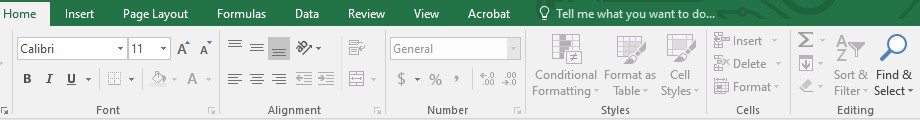 Home Insert Page Layout Formulas Data Review View Acrobat Tell me what you want to do...
Calibri 11 A A General Insert Σ A Z
B I U A $ % , .0 .00 .00 .0 Conditional Formatting Format as Table Cell Styles Delete Sort & Filter Find & Select
Format
Font Alignment Number Styles Cells Editing